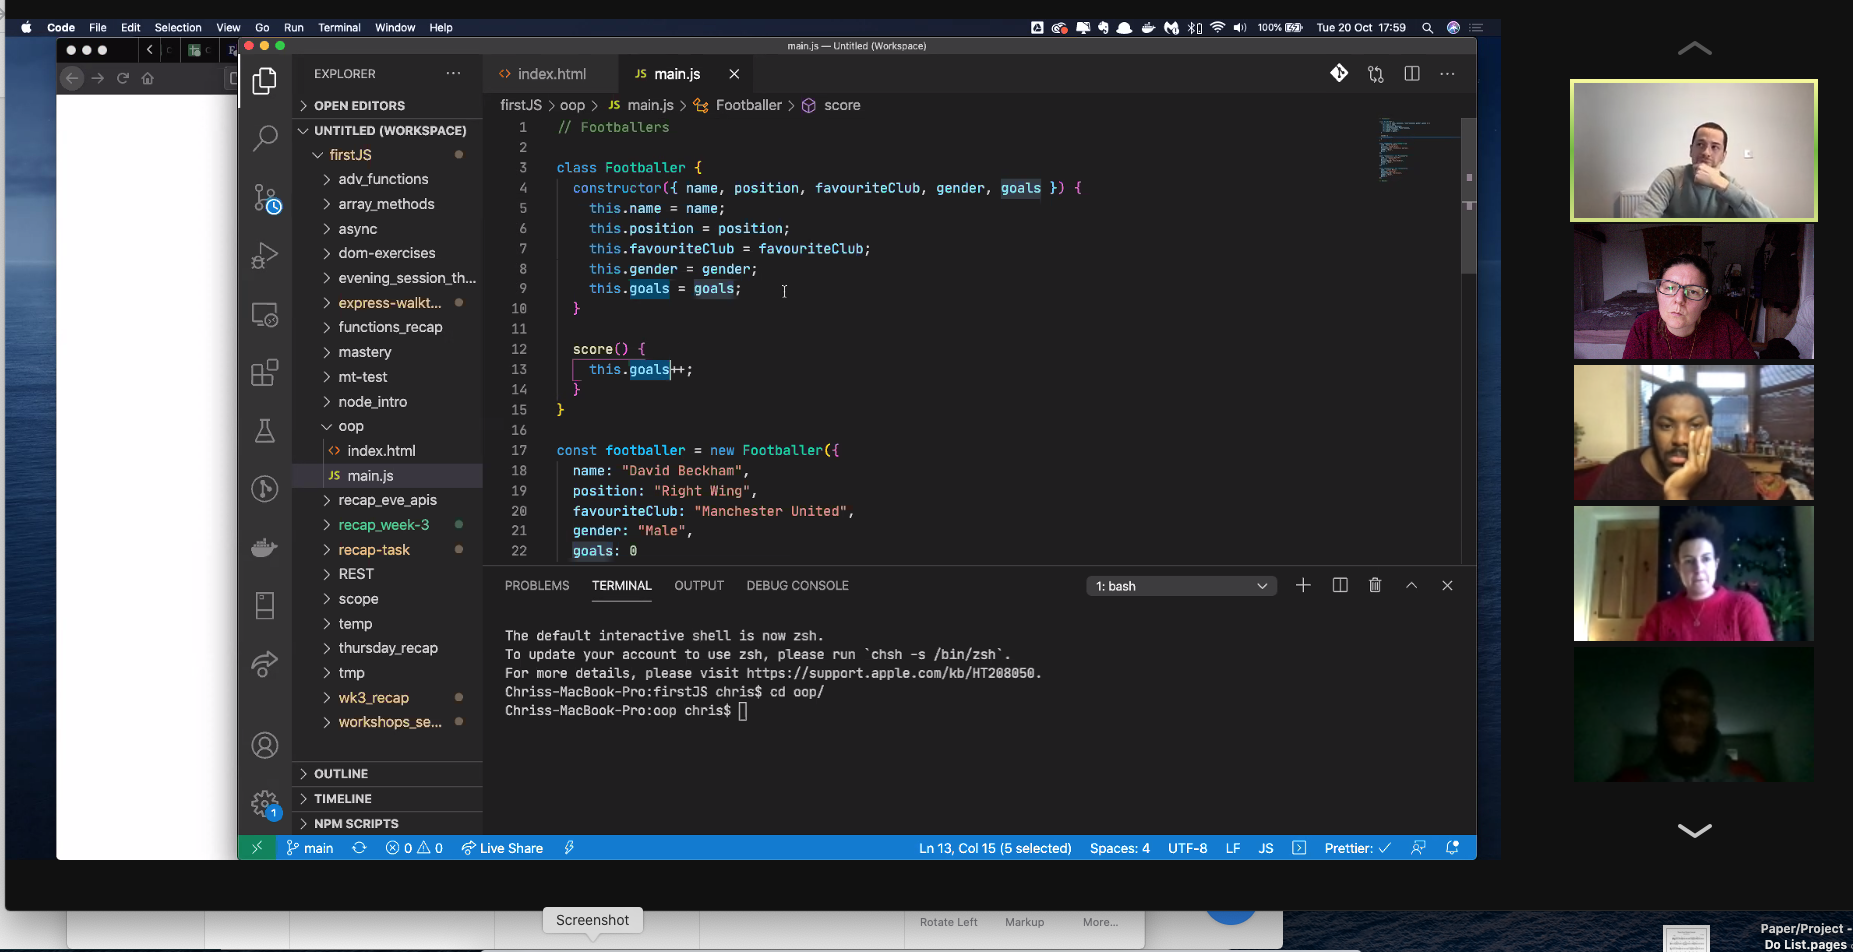 Code File Edit Selection View Go Run Terminal Window Help
100% Tue 20 Oct 17:59
main.js — Untitled (Workspace)
EXPLORER
index.html
JS main.js
firstJS > oop > JS main.js > Footballer > score
OPEN EDITORS
UNTITLED (WORKSPACE)
firstJS
adv_functions
array_methods
async
dom-exercises
evening_session_th...
express-walkt...
functions_recap
mastery
mt-test
node_intro
oop
index.html
JS main.js
recap_eve_apis
recap_week-3
recap-task
REST
scope
temp
thursday_recap
tmp
wk3_recap
workshops_se...
OUTLINE
TIMELINE
NPM SCRIPTS
1 // Footballers
2
3 class Footballer {
4 constructor({ name, position, favouriteClub, gender, goals }) {
5 this.name = name;
6 this.position = position;
7 this.favouriteClub = favouriteClub;
8 this.gender = gender;
9 this.goals = goals;
10 }
11
12 score() {
13 this.goals++;
14 }
15 }
16
17 const footballer = new Footballer({
18 name: "David Beckham",
19 position: "Right Wing",
20 favouriteClub: "Manchester United",
21 gender: "Male",
22 goals: 0
PROBLEMS TERMINAL OUTPUT DEBUG CONSOLE
1: bash
The default interactive shell is now zsh.
To update your account to use zsh, please run `chsh -s /bin/zsh`.
For more details, please visit https://support.apple.com/kb/HT208050.
Chriss-MacBook-Pro:firstJS chris$ cd oop/
Chriss-MacBook-Pro:oop chris$
1
main 0 0 Live Share
Ln 13, Col 15 (5 selected) Spaces: 4 UTF-8 LF JS Prettier: ✓
Screenshot
Rotate Left Markup More...
Paper/Project -
Do List.pages